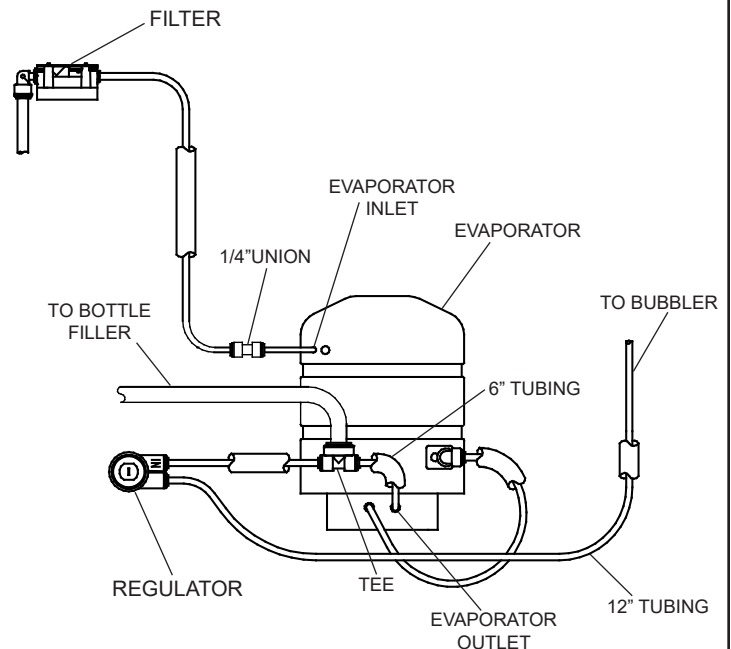 FILTER
EVAPORATOR
INLET
EVAPORATOR
1/4”UNION
TO BOTTLE
FILLER
TO BUBBLER
6” TUBING
IN
REGULATOR
TEE
EVAPORATOR
OUTLET
12” TUBING